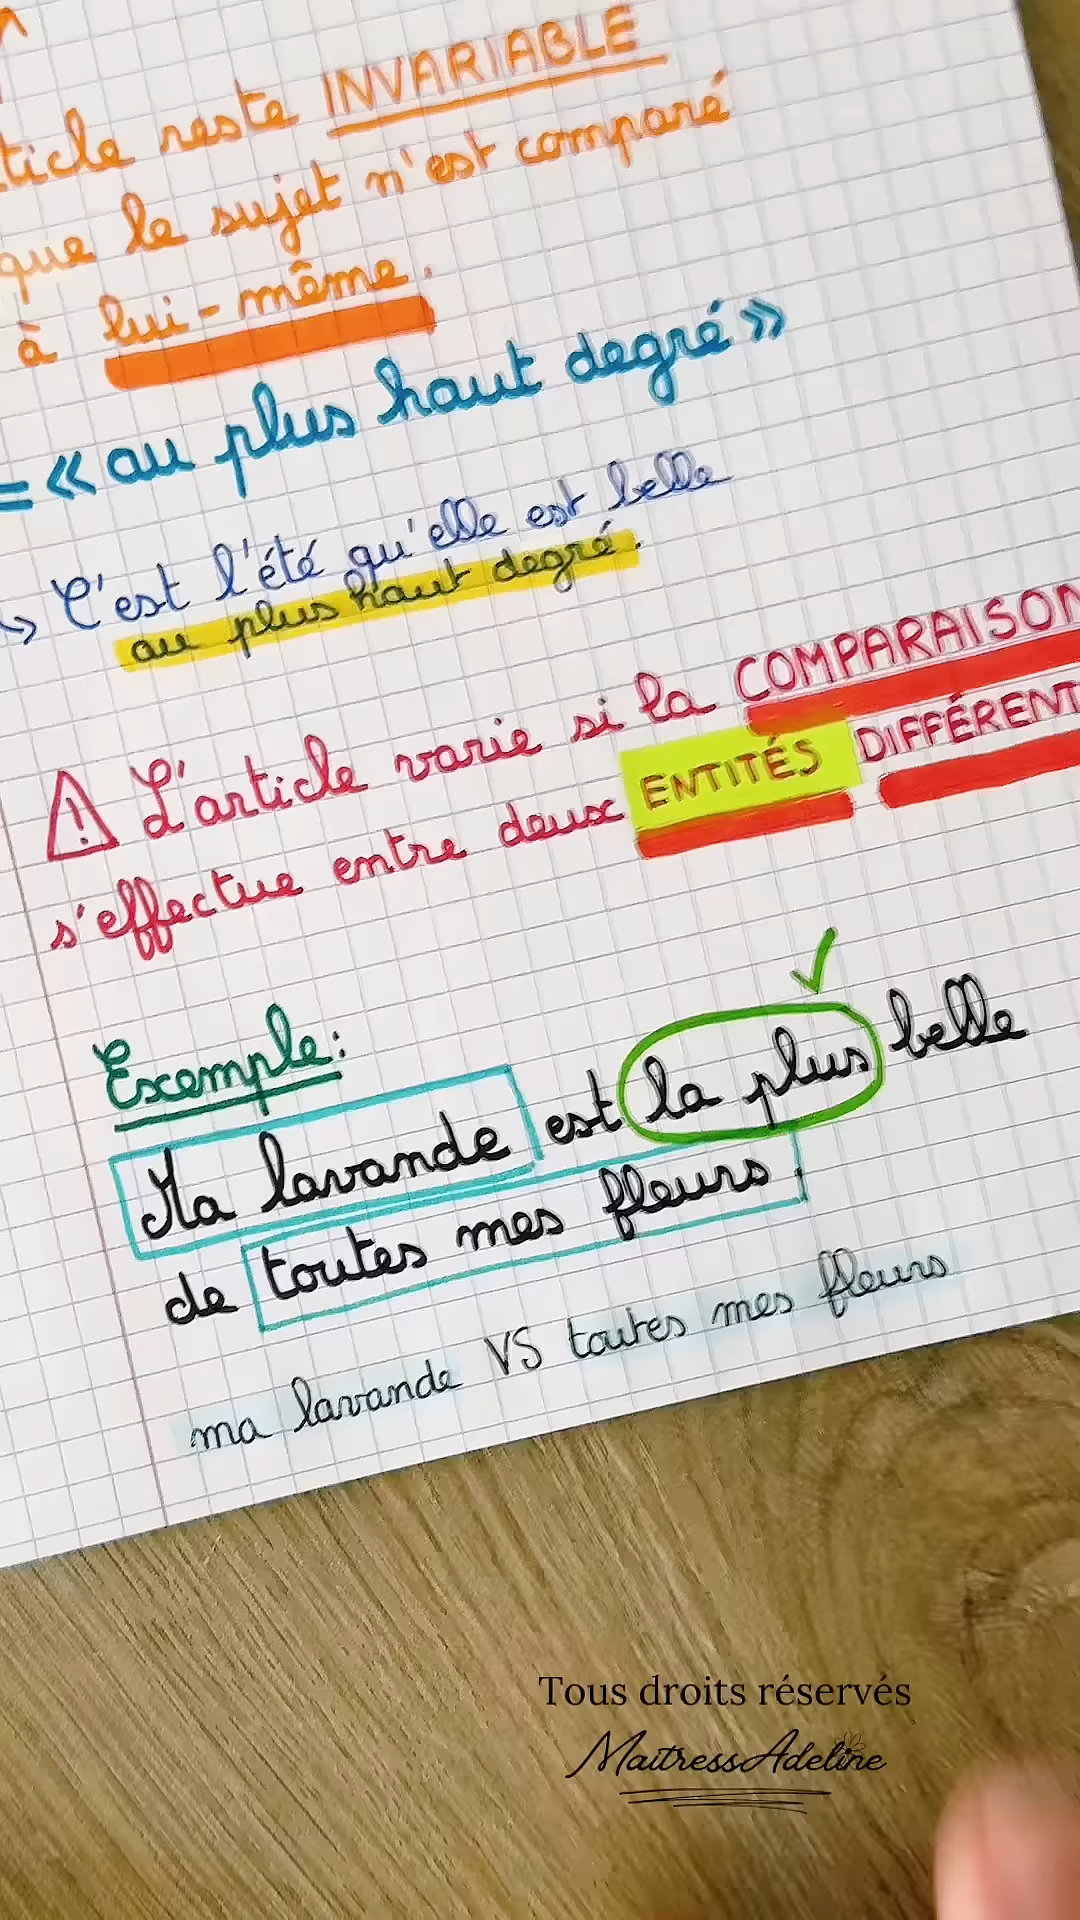 ticle reste INVARIABLE
que le sujet n'est comparé
à lui-même.
= « au plus haut degré »
↳ C'est l'été qu'elle est belle
au plus haut degré.
⚠ L'article varie si la COMPARAISON
s'effectue entre deux ENTITÉS DIFFÉRENT
Exemple:
Ma lavande est la plus belle
de toutes mes fleurs.
ma lavande VS toutes mes fleurs
Tous droits réservés
MaitressAdeline